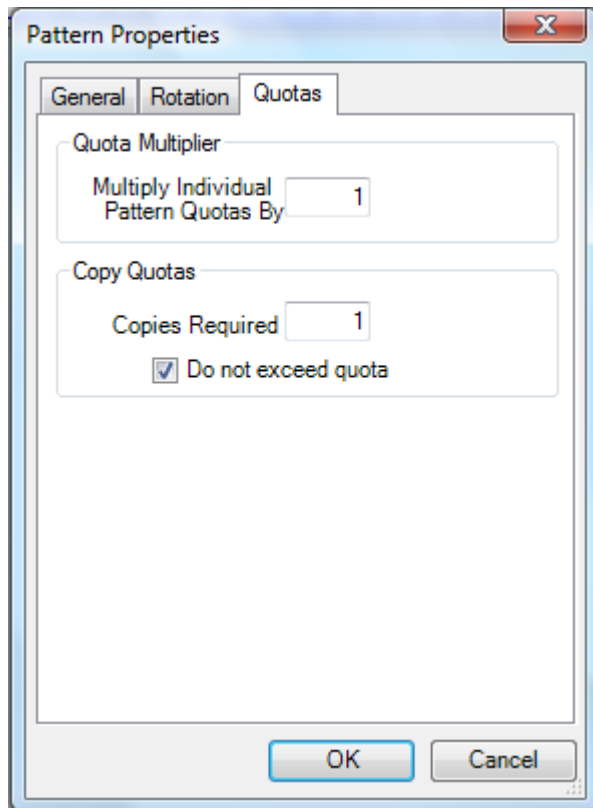 Pattern Properties
General Rotation Quotas
Quota Multiplier
Multiply Individual
Pattern Quotas By 1
Copy Quotas
Copies Required 1
Do not exceed quota
OK Cancel